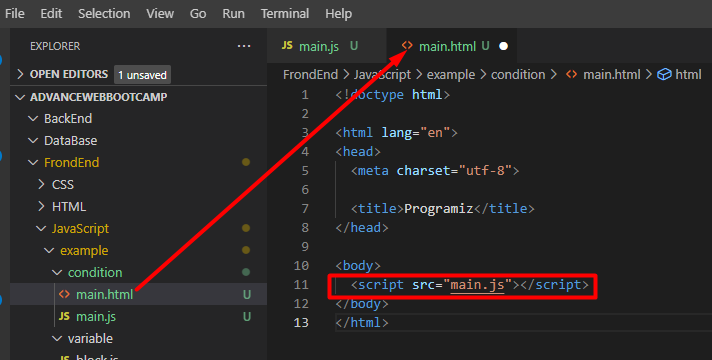 File Edit Selection View Go Run Terminal Help
EXPLORER ...
OPEN EDITORS 1 unsaved
ADVANCEWEBBOOTCAMP
BackEnd
DataBase
FrondEnd
CSS
HTML
JavaScript
example
condition
main.html U
JS main.js U
variable
block.js
JS main.js U
main.html U
FrondEnd > JavaScript > example > condition > main.html > html
1 <!doctype html>
2
3 <html lang="en">
4 <head>
5 <meta charset="utf-8">
6
7 <title>Programiz</title>
8 </head>
9
10 <body>
11 <script src="main.js"></script>
12 </body>
13 </html>